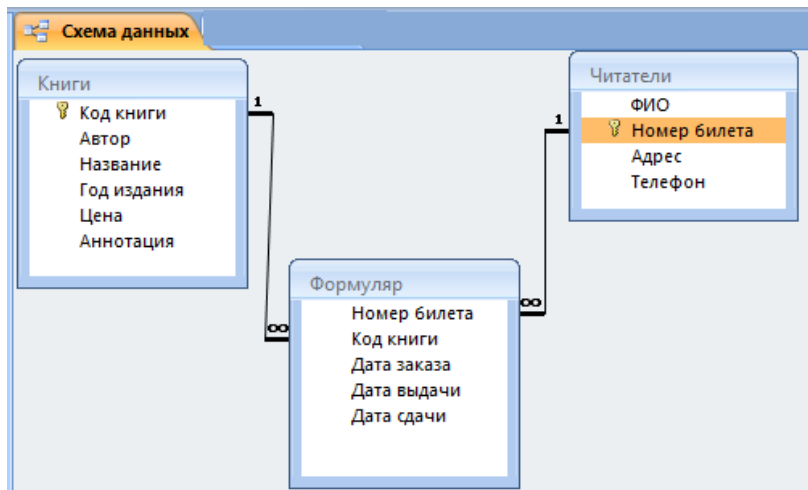 Схема данных
Книги
Код книги
Автор
Название
Год издания
Цена
Аннотация
1
∞
Читатели
ФИО
Номер билета
Адрес
Телефон
1
∞
Формуляр
Номер билета
Код книги
Дата заказа
Дата выдачи
Дата сдачи